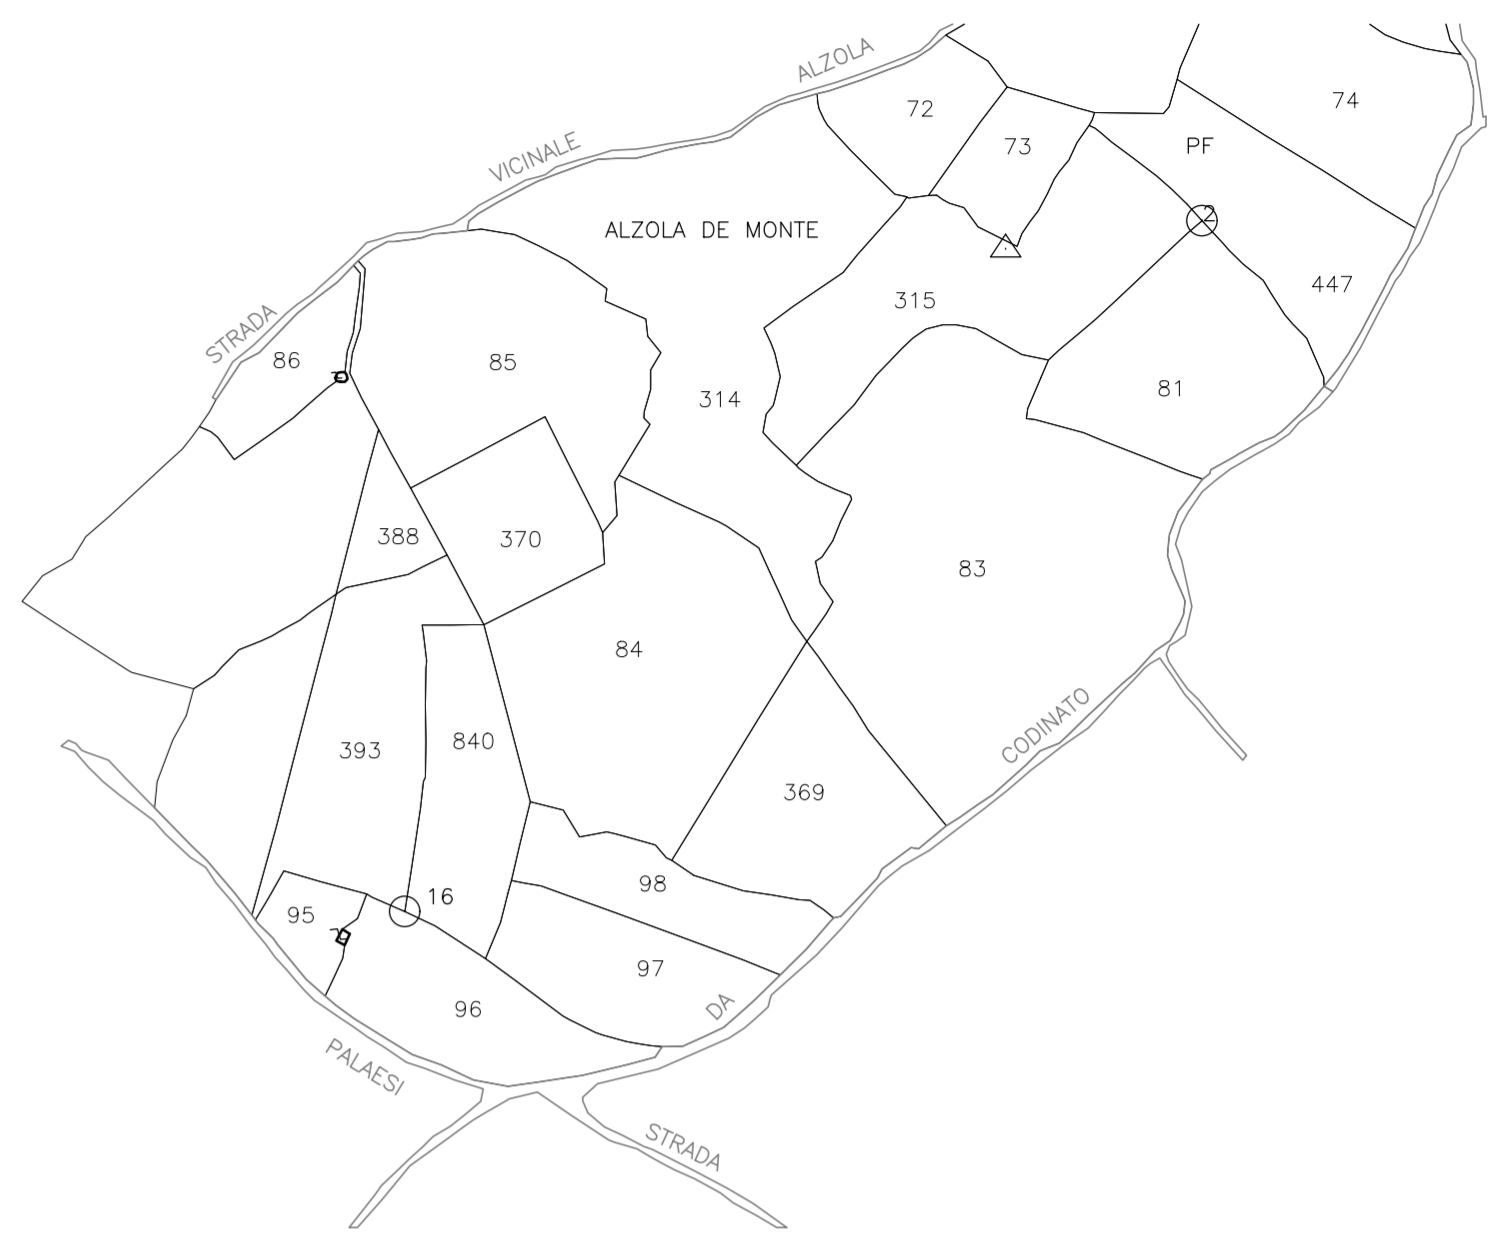 ALZOLA
74
72
73
PF
VICINALE
2
ALZOLA DE MONTE
447
315
STRADA
86
85
81
314
388
370
83
84
CODINATO
393
840
369
98
16
95
97
DA
96
PALAESI
STRADA